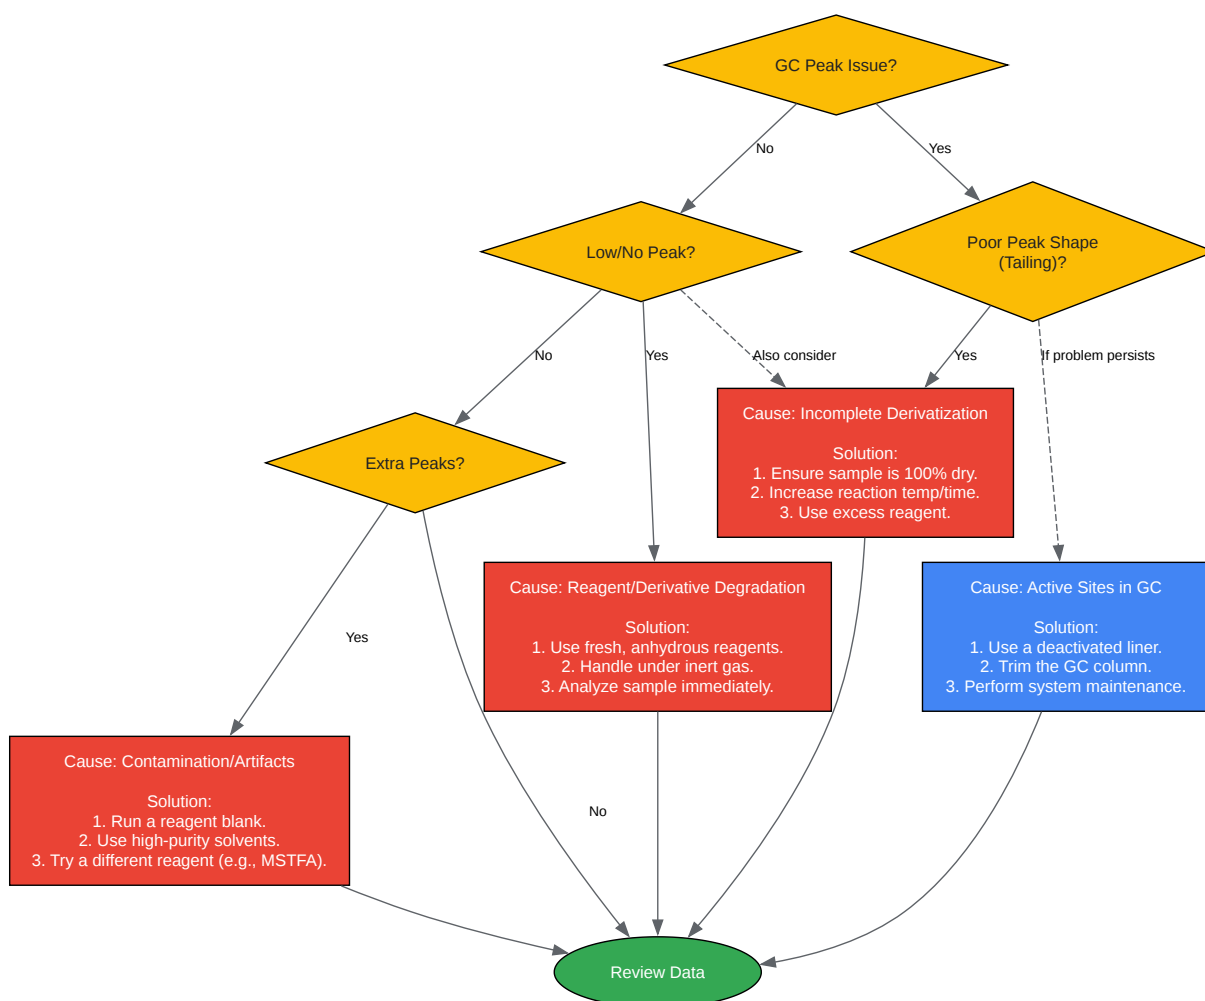 GC Peak Issue?
No
Yes
Low/No Peak?
Poor Peak Shape
(Tailing)?
No
Yes
Also consider
Yes
If problem persists
Extra Peaks?
Cause: Incomplete Derivatization
Solution:
1. Ensure sample is 100% dry.
2. Increase reaction temp/time.
3. Use excess reagent.
Cause: Reagent/Derivative Degradation
Solution:
1. Use fresh, anhydrous reagents.
2. Handle under inert gas.
3. Analyze sample immediately.
Cause: Active Sites in GC
Solution:
1. Use a deactivated liner.
2. Trim the GC column.
3. Perform system maintenance.
Yes
Cause: Contamination/Artifacts
Solution:
1. Run a reagent blank.
2. Use high-purity solvents.
3. Try a different reagent (e.g., MSTFA).
No
Review Data